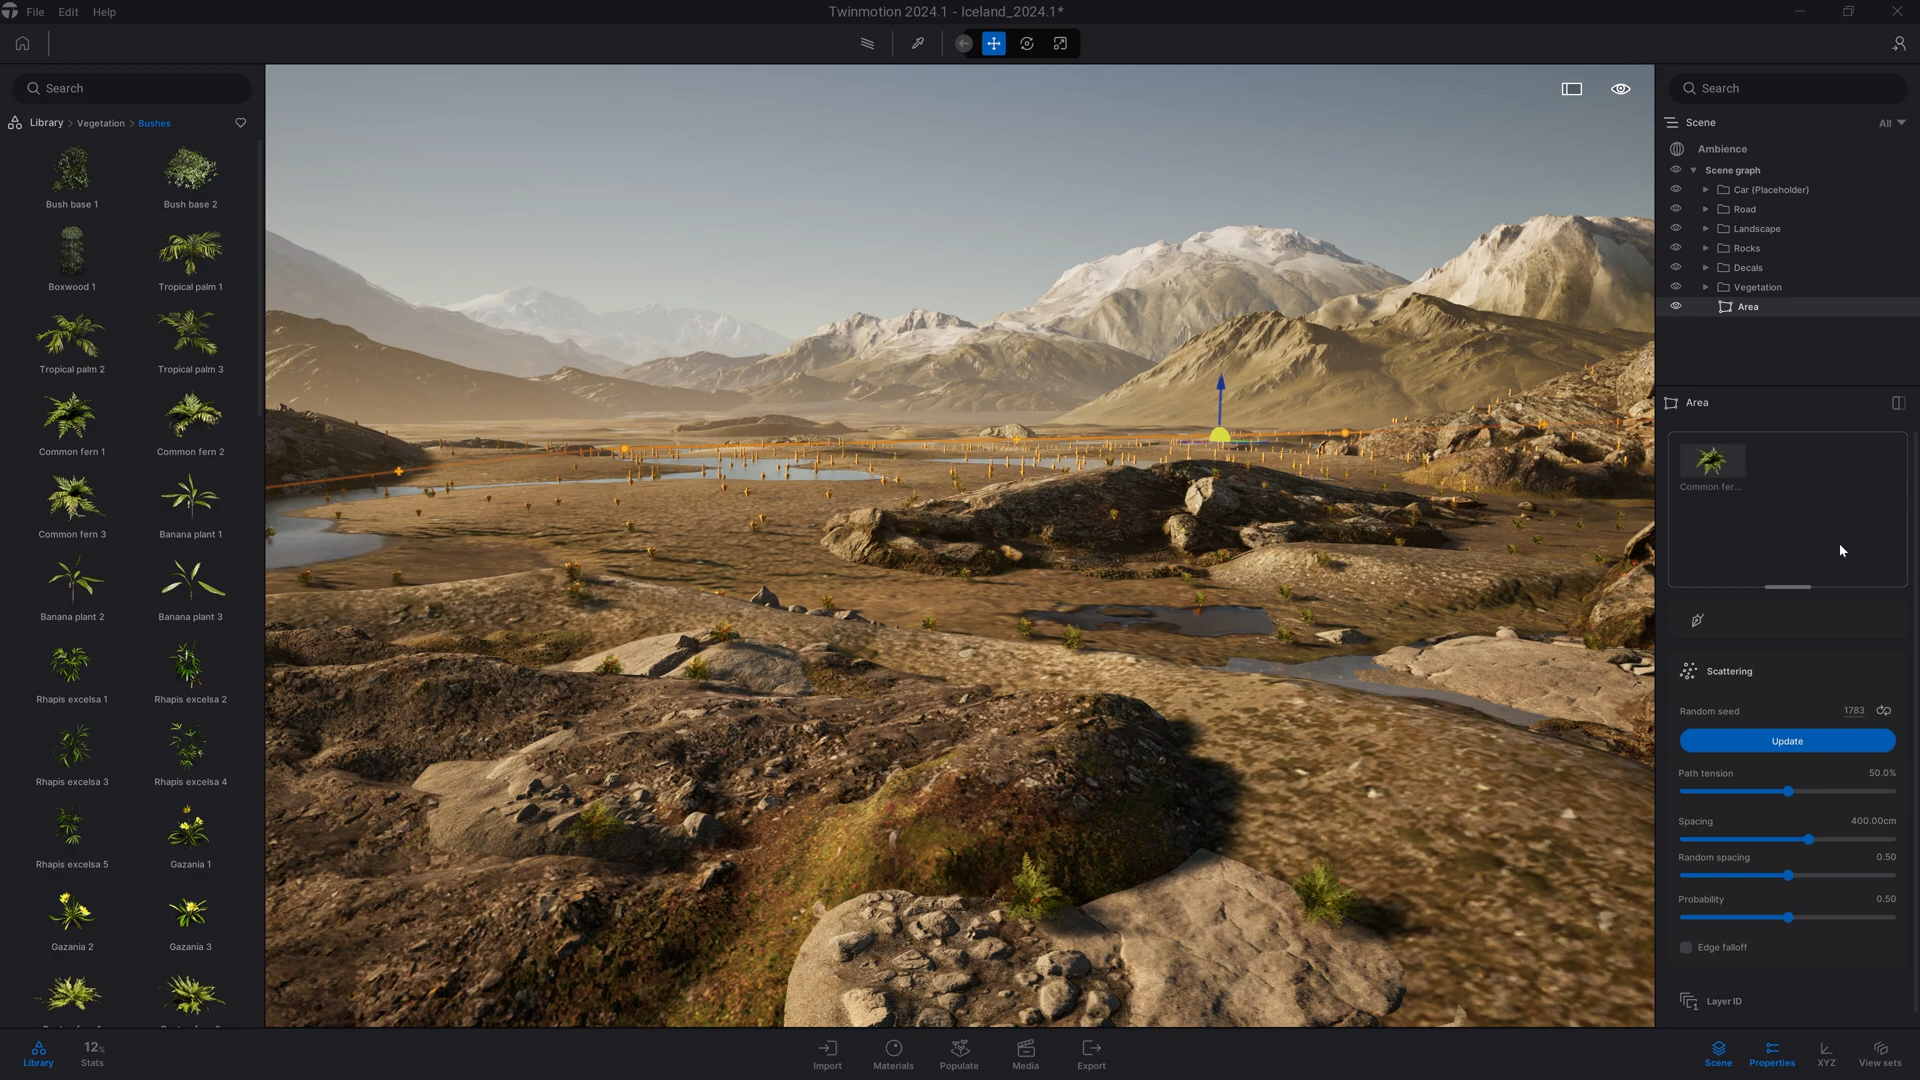 File Edit Help
Twinmotion 2024.1 - Iceland_2024.1*
Search
Library > Vegetation > Bushes
Bush base 1
Bush base 2
Boxwood 1
Tropical palm 1
Tropical palm 2
Tropical palm 3
Common fern 1
Common fern 2
Common fern 3
Banana plant 1
Banana plant 2
Banana plant 3
Rhapis excelsa 1
Rhapis excelsa 2
Rhapis excelsa 3
Rhapis excelsa 4
Rhapis excelsa 5
Gazania 1
Gazania 2
Gazania 3
Search
Scene
All
Ambience
Scene graph
Car (Placeholder)
Road
Landscape
Rocks
Decals
Vegetation
Area
Area
Common fer...
Scattering
Random seed 1783
Update
Path tension 50.0%
Spacing 400.00cm
Random spacing 0.50
Probability 0.50
Edge falloff
Layer ID
Library
12%
Stats
Import
Materials
Populate
Media
Export
Scene
Properties
XYZ
View sets